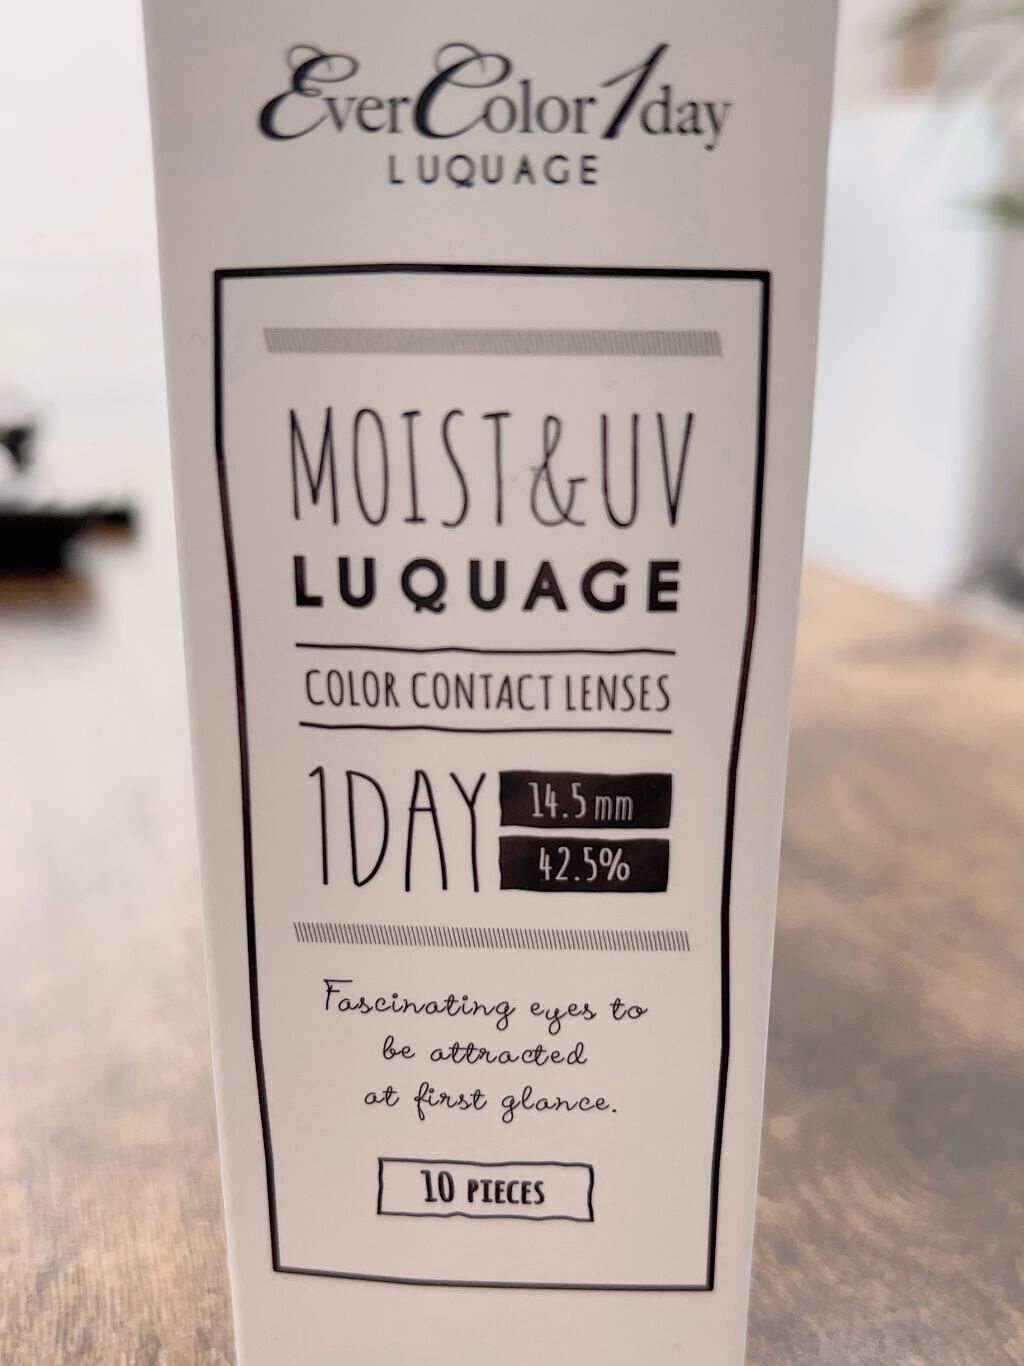 EverColor1day
LUQUAGE
MOIST&UV
LUQUAGE
COLOR CONTACT LENSES
1DAY
14.5mm
42.5%
Fascinating eyes to
be attracted
at first glance.
10 PIECES